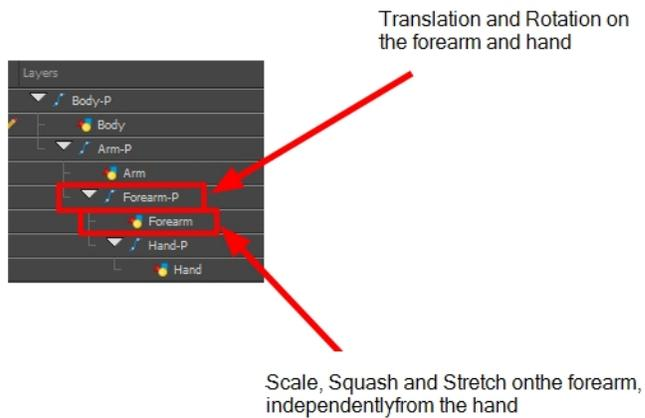 Translation and Rotation on
the forearm and hand
Layers
Body-P
Body
Arm-P
Arm
Forearm-P
Forearm
Hand-P
Hand
Scale, Squash and Stretch onthe forearm,
independentlyfrom the hand